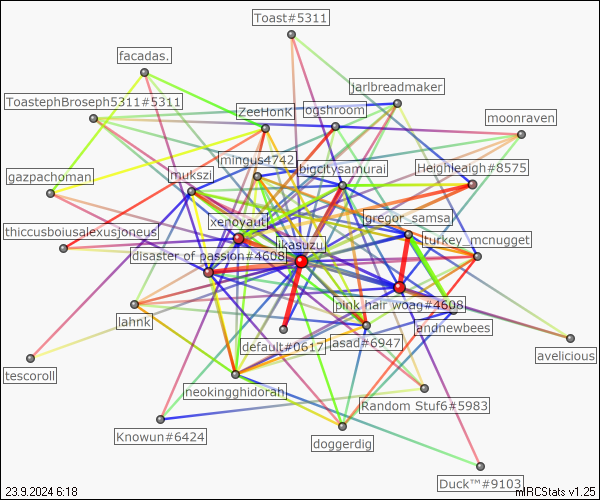 Toast#5311
facadas.
jarlbreadmaker
ToastephBroseph5311#5311
ZeeHonK
ogshroom
moonraven
mingus4742
bigcitysamurai
Heighleaigh#8575
gazpachoman
mukszi
xenoyauti
gregor_samsa
thiccusboiusalexusjoneus
ikasuzu
turkey_mcnugget
disaster of passion#4608
pink hair woag#4608
lahnk
andnewbees
default#0617
asad#6947
avelicious
tescoroll
neokingghidorah
Random Stuf6#5983
Knowun#6424
doggerdig
Duck™#9103
23.9.2024 6:18
mIRCStats v1.25